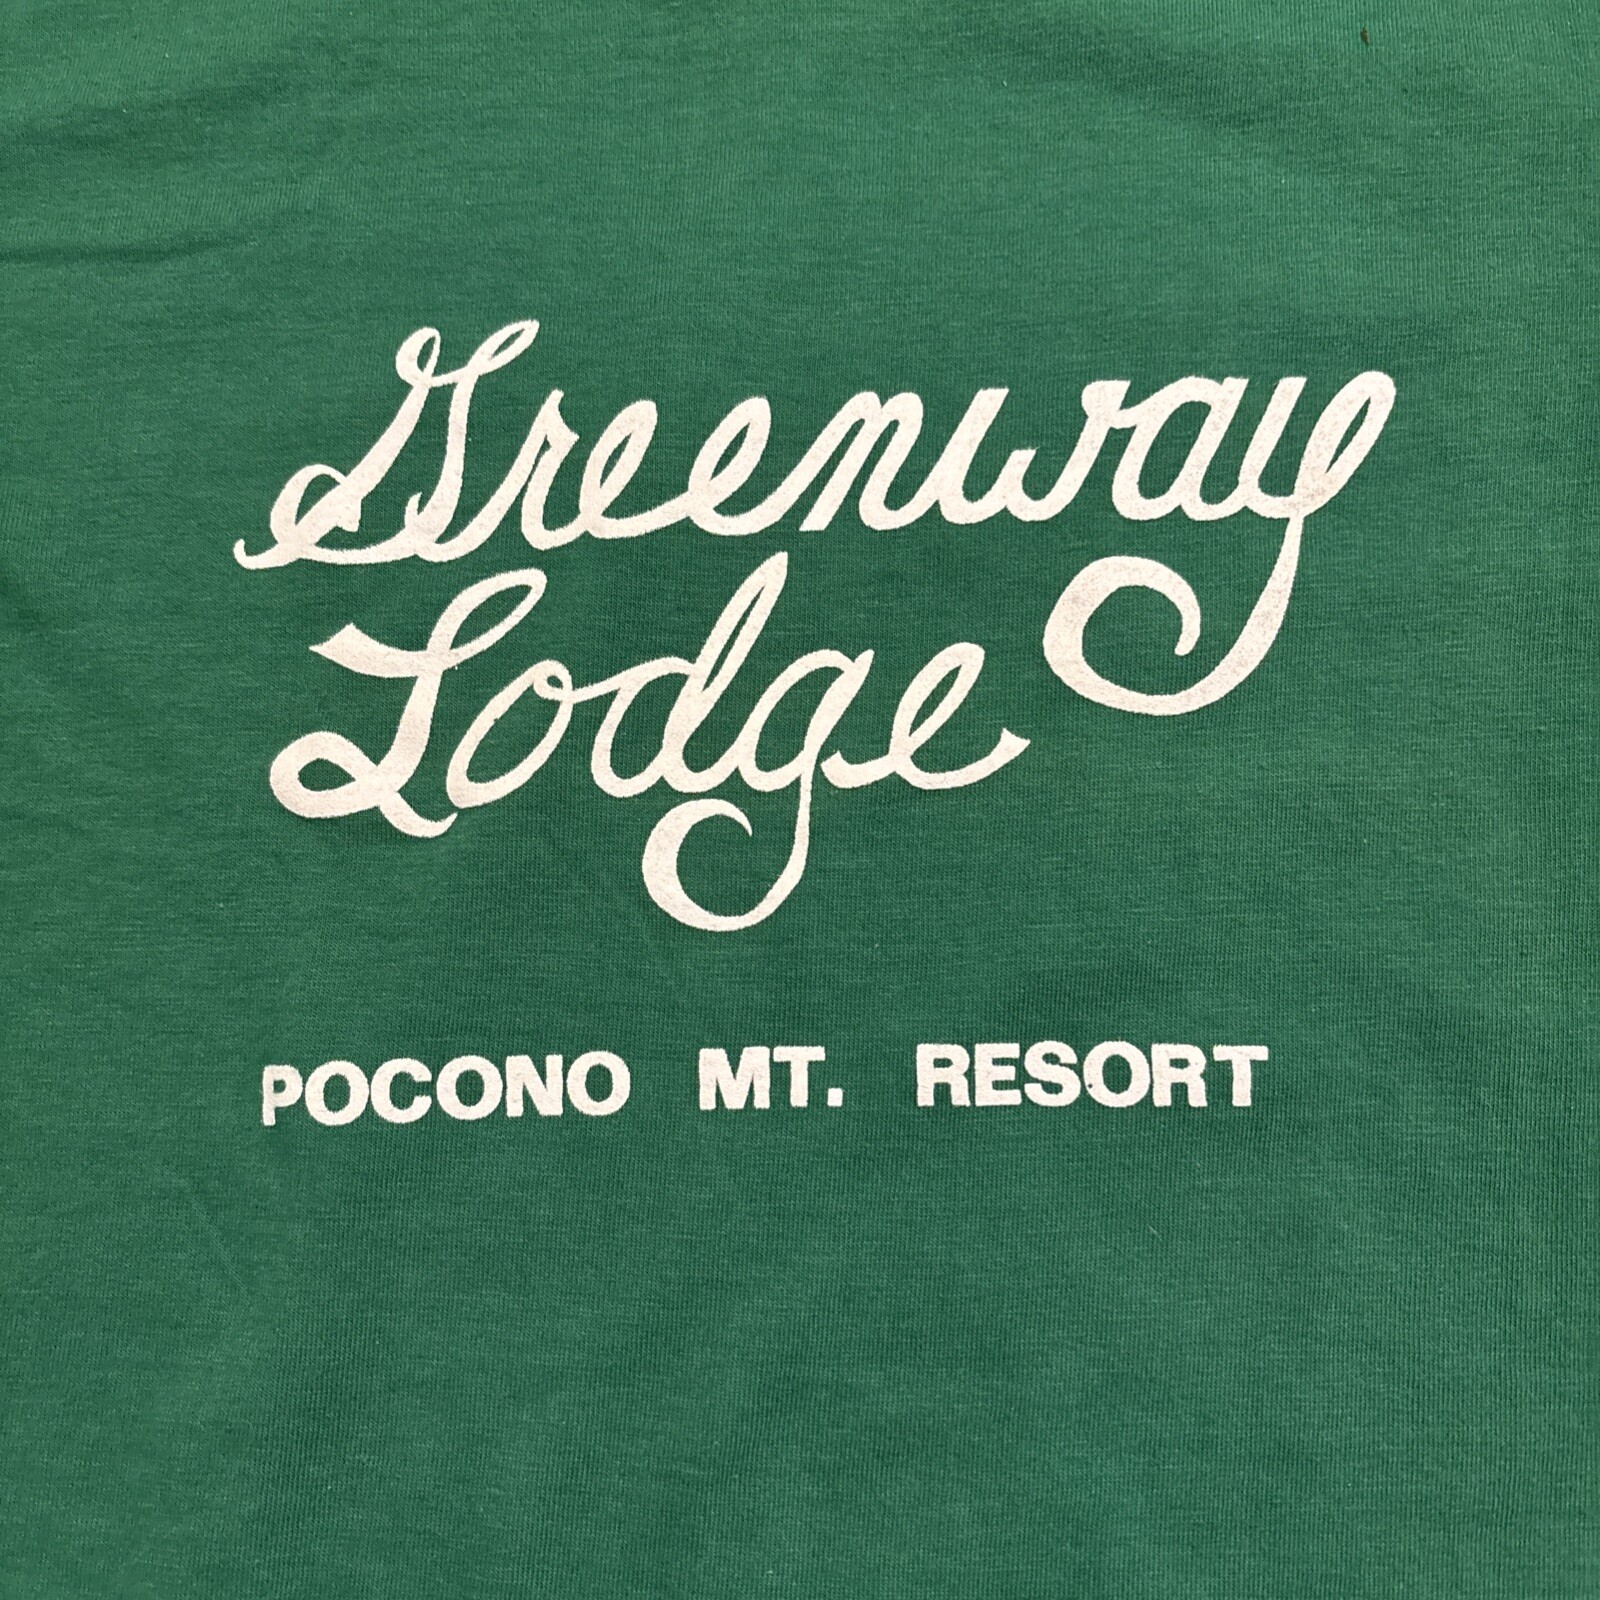 Greenway
Lodge
POCONO MT. RESORT